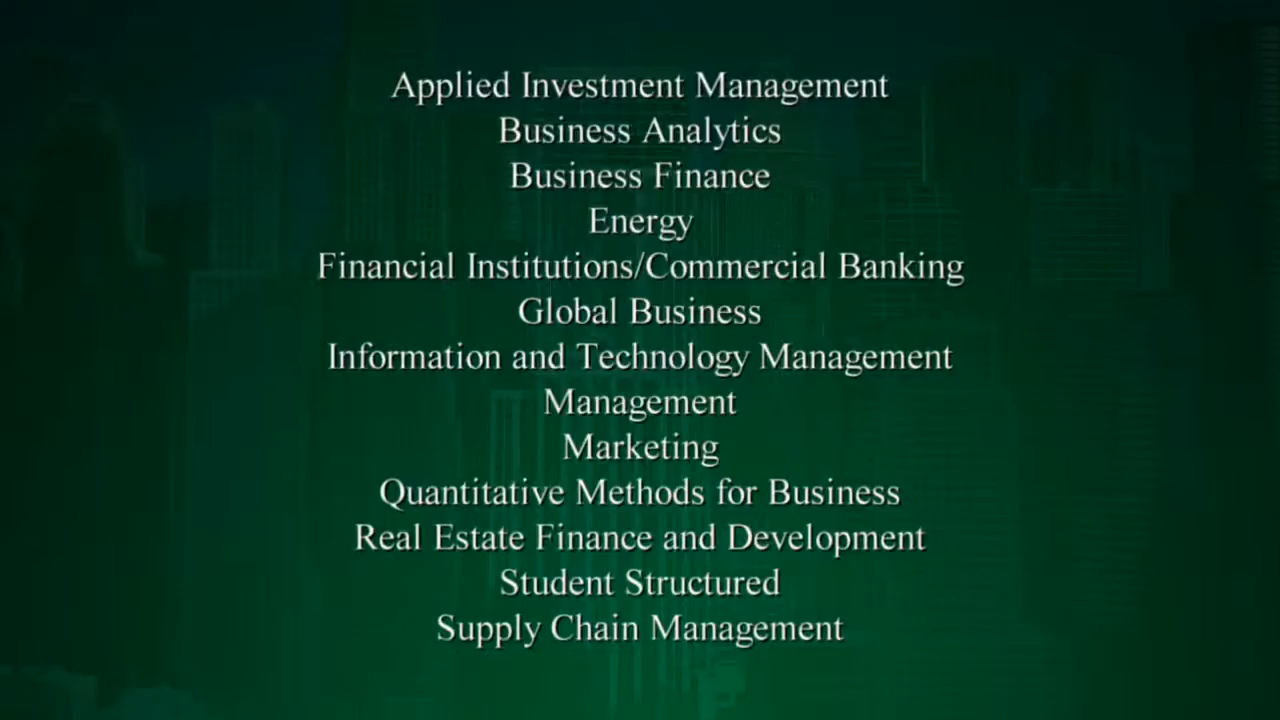 Applied Investment Management
Business Analytics
Business Finance
Energy
Financial Institutions/Commercial Banking
Global Business
Information and Technology Management
Management
Marketing
Quantitative Methods for Business
Real Estate Finance and Development
Student Structured
Supply Chain Management